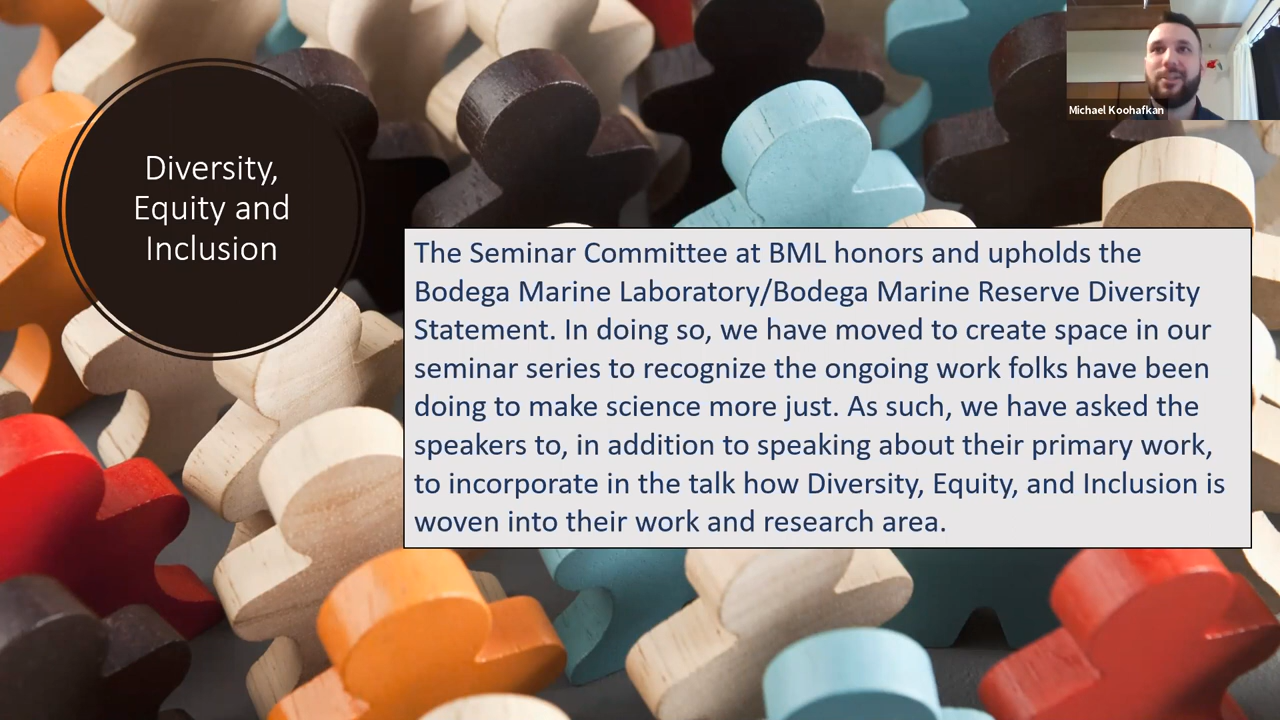 Michael Koohafkan
Diversity,
Equity and
Inclusion
The Seminar Committee at BML honors and upholds the
Bodega Marine Laboratory/Bodega Marine Reserve Diversity
Statement. In doing so, we have moved to create space in our
seminar series to recognize the ongoing work folks have been
doing to make science more just. As such, we have asked the
speakers to, in addition to speaking about their primary work,
to incorporate in the talk how Diversity, Equity, and Inclusion is
woven into their work and research area.